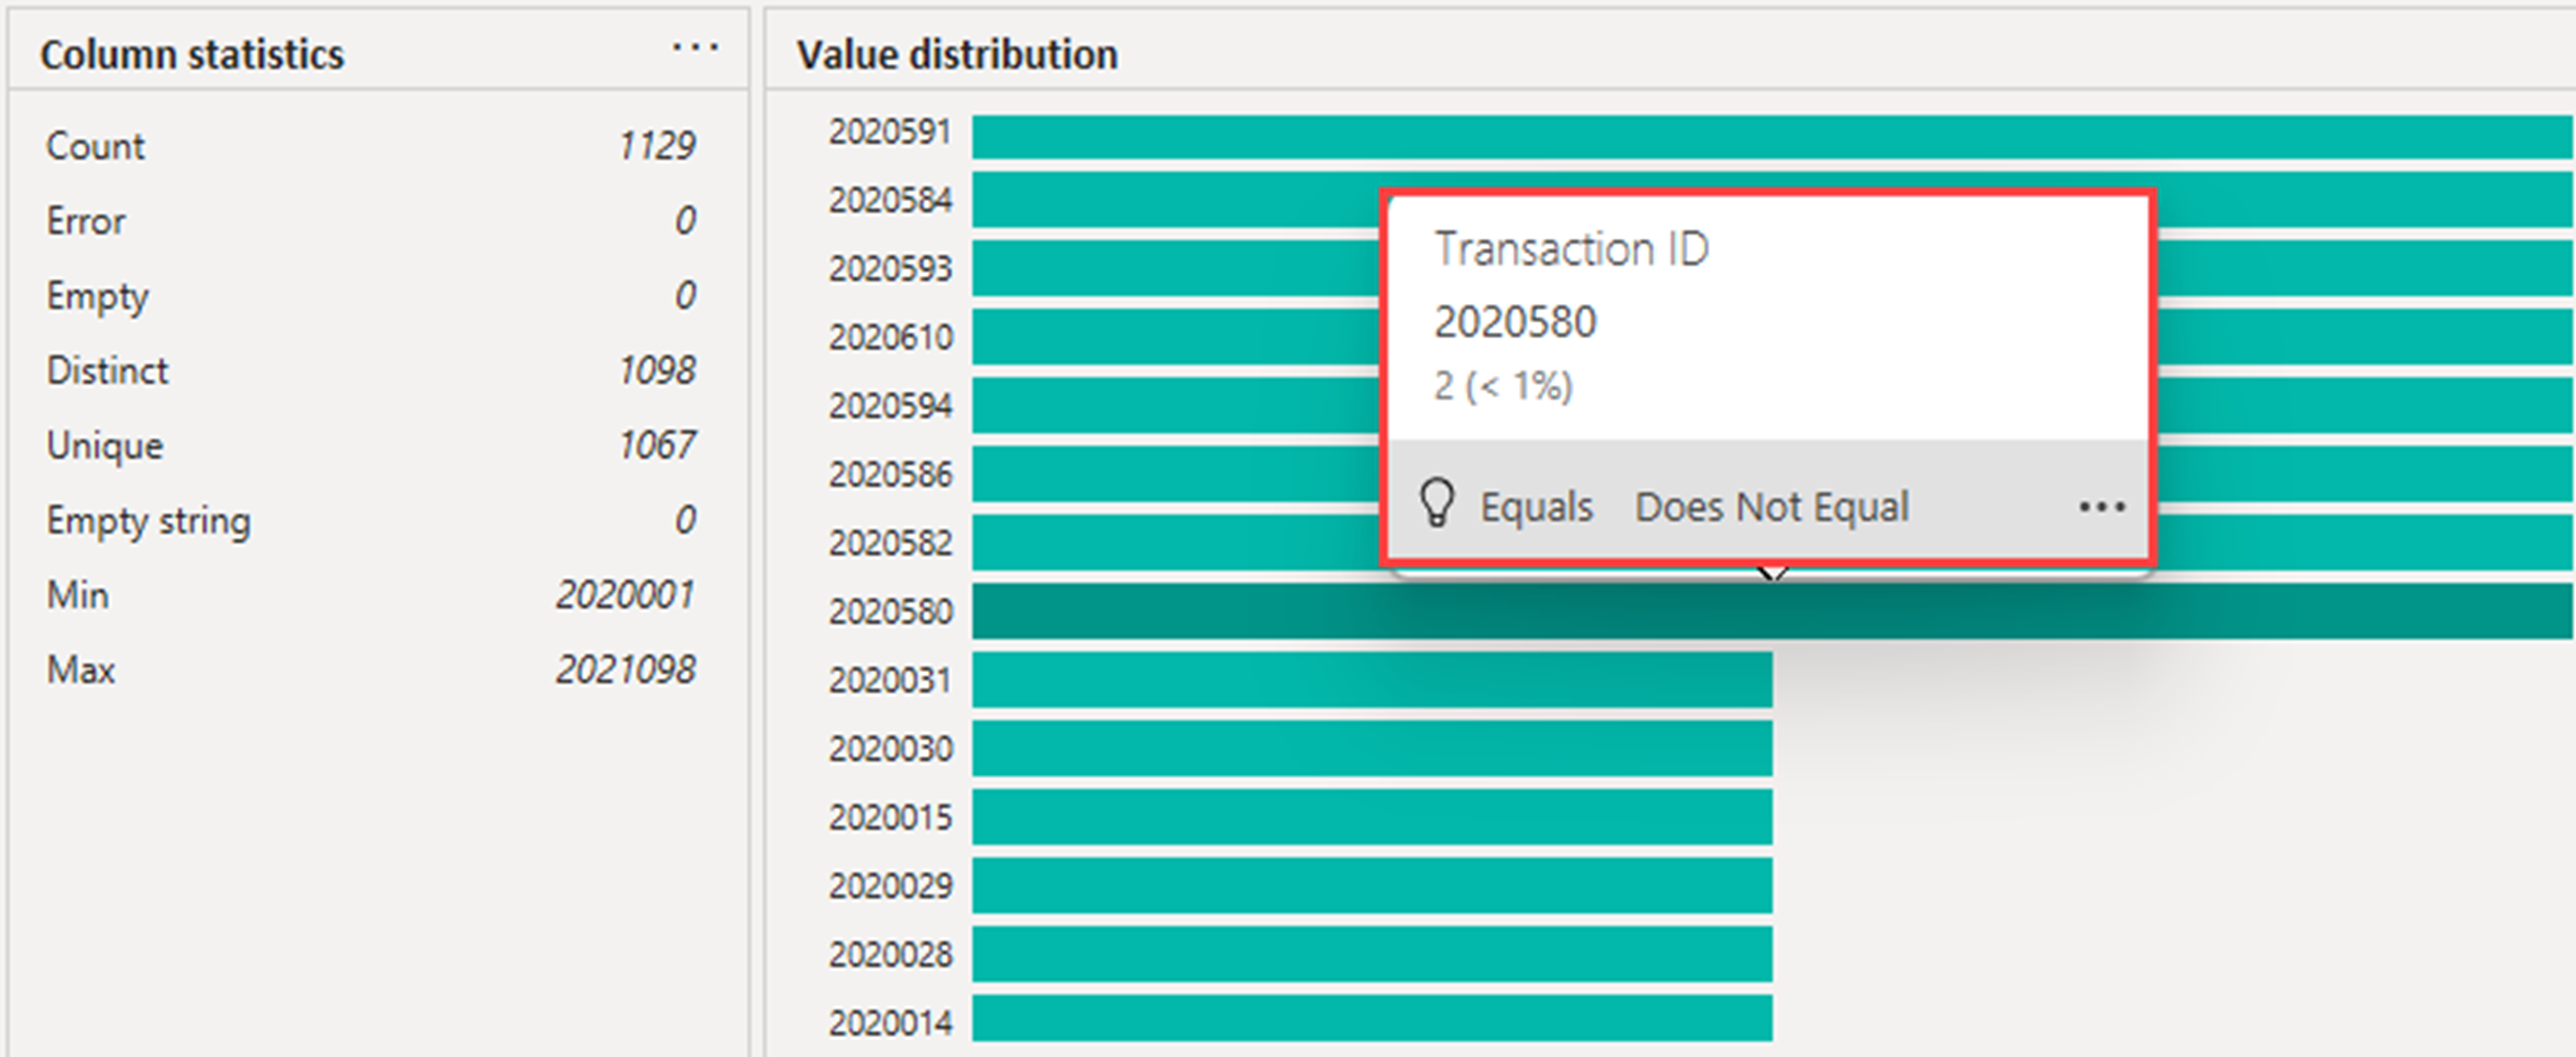 Column statistics ...
Count 1129
Error 0
Empty 0
Distinct 1098
Unique 1067
Empty string 0
Min 2020001
Max 2021098
Value distribution
2020591
2020584
2020593
2020610
2020594
2020586
2020582
2020580
2020031
2020030
2020015
2020029
2020028
2020014
Transaction ID
2020580
2 (< 1%)
Equals Does Not Equal ...